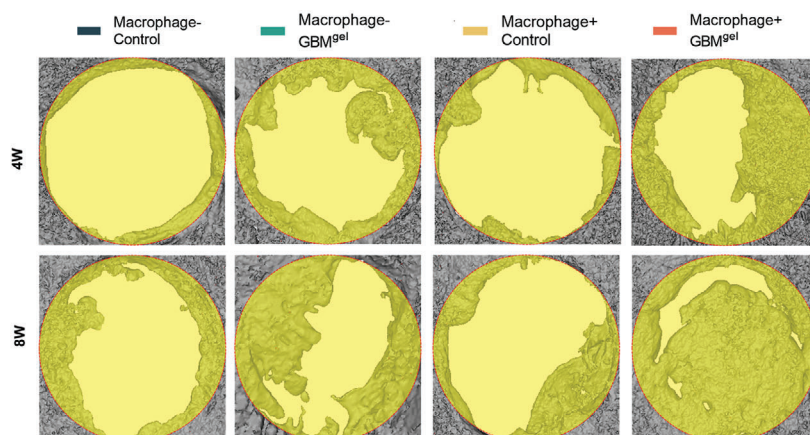 Macrophage-
Control
Macrophage-
GBMgel
Macrophage+
Control
Macrophage+
GBMgel
4W
8W